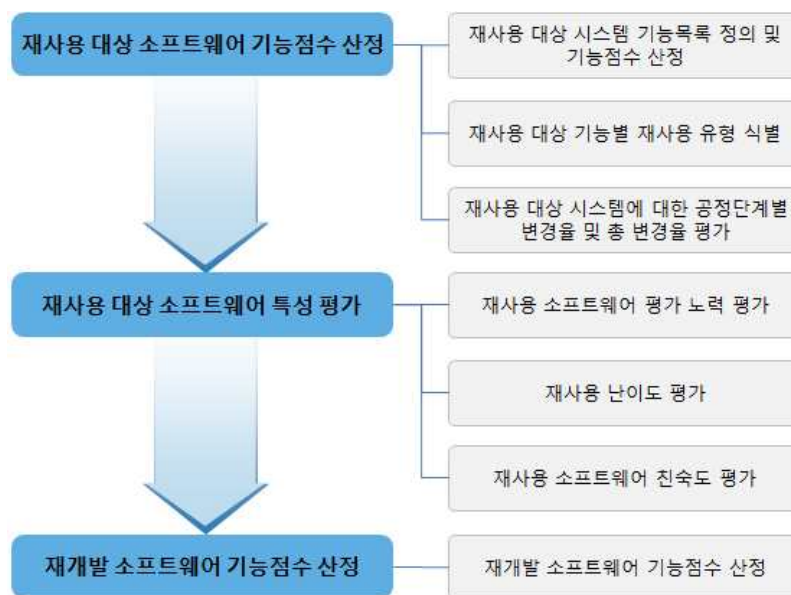 재사용 대상 소프트웨어 기능점수 산정
재사용 대상 시스템 기능목록 정의 및
기능점수 산정
재사용 대상 기능별 재사용 유형 식별
재사용 대상 시스템에 대한 공정단계별
변경율 및 총 변경율 평가
재사용 대상 소프트웨어 특성 평가
재사용 소프트웨어 평가 노력 평가
재사용 난이도 평가
재사용 소프트웨어 친숙도 평가
재개발 소프트웨어 기능점수 산정
재개발 소프트웨어 기능점수 산정